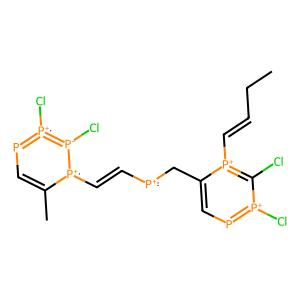 Cl
P+. Cl
P P
P+. P+: P+ Cl
P P+ Cl